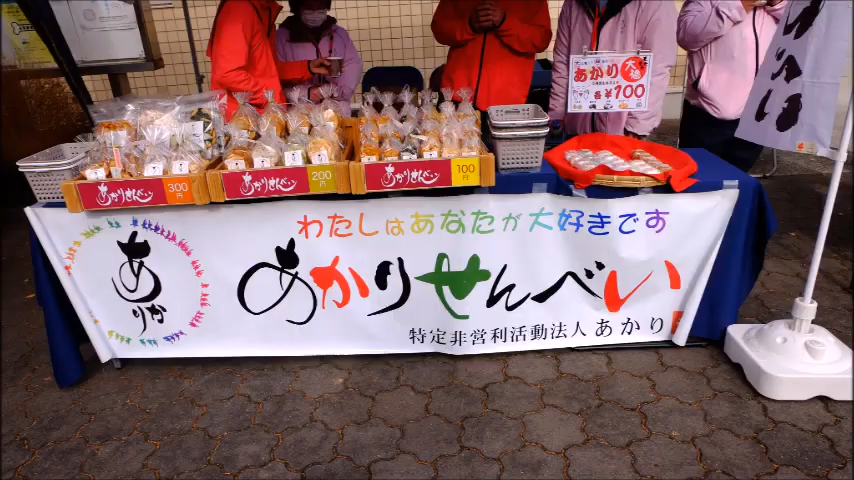 あかり大福
各¥100
あかりせんべい 300円
あかりせんべい 200円
あかりせんべい 100円
わたしはあなたが大好きです
あかり
あかりせんべい
特定非営利活動法人あかり